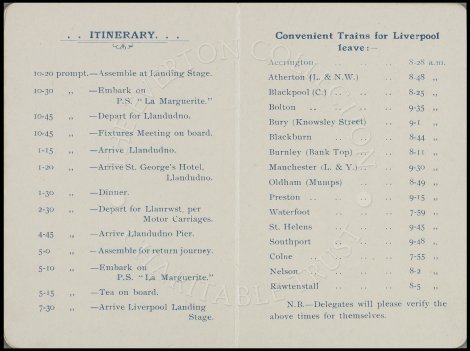 . . ITINERARY. . .
10-20 prompt.—Assemble at Landing Stage.
10-30 „ —Embark on
P.S. "La Marguerite."
10-45 „ —Depart for Llandudno.
10-45 „ —Fixtures Meeting on board.
1-15 „ —Arrive Llandudno.
1-20 „ —Arrive St. George's Hotel,
Llandudno.
1-30 „ —Dinner.
2-30 „ —Depart for Llanrwst, per
Motor Carriages.
4-45 „ —Arrive Llandudno Pier.
5-0 „ —Assemble for return journey.
5-10 „ —Embark on
P.S. "La Marguerite."
5-15 „ —Tea on board.
7-30 „ —Arrive Liverpool Landing
Stage.
Convenient Trains for Liverpool
leave:—
Accrington .. .. .. 8-28 a.m.
Atherton (L. & N.W.) .. 8-48 „
Blackpool (C.) .. .. 8-25 „
Bolton .. .. .. 9-35 „
Bury (Knowsley Street) .. 9-1 „
Blackburn .. .. 8-44 „
Burnley (Bank Top) .. 8-11 „
Manchester (L. & Y.) .. 9-30 „
Oldham (Mumps) .. 8-49 „
Preston .. .. .. 9-15 „
Waterfoot .. .. 7-59 „
St. Helens .. .. 9-45 „
Southport .. .. 9-48 „
Colne .. .. .. 7-55 „
Nelson .. .. .. 8-2 „
Rawtenstall .. .. 8-5 „
N.B.—Delegates will please verify the
above times for themselves.